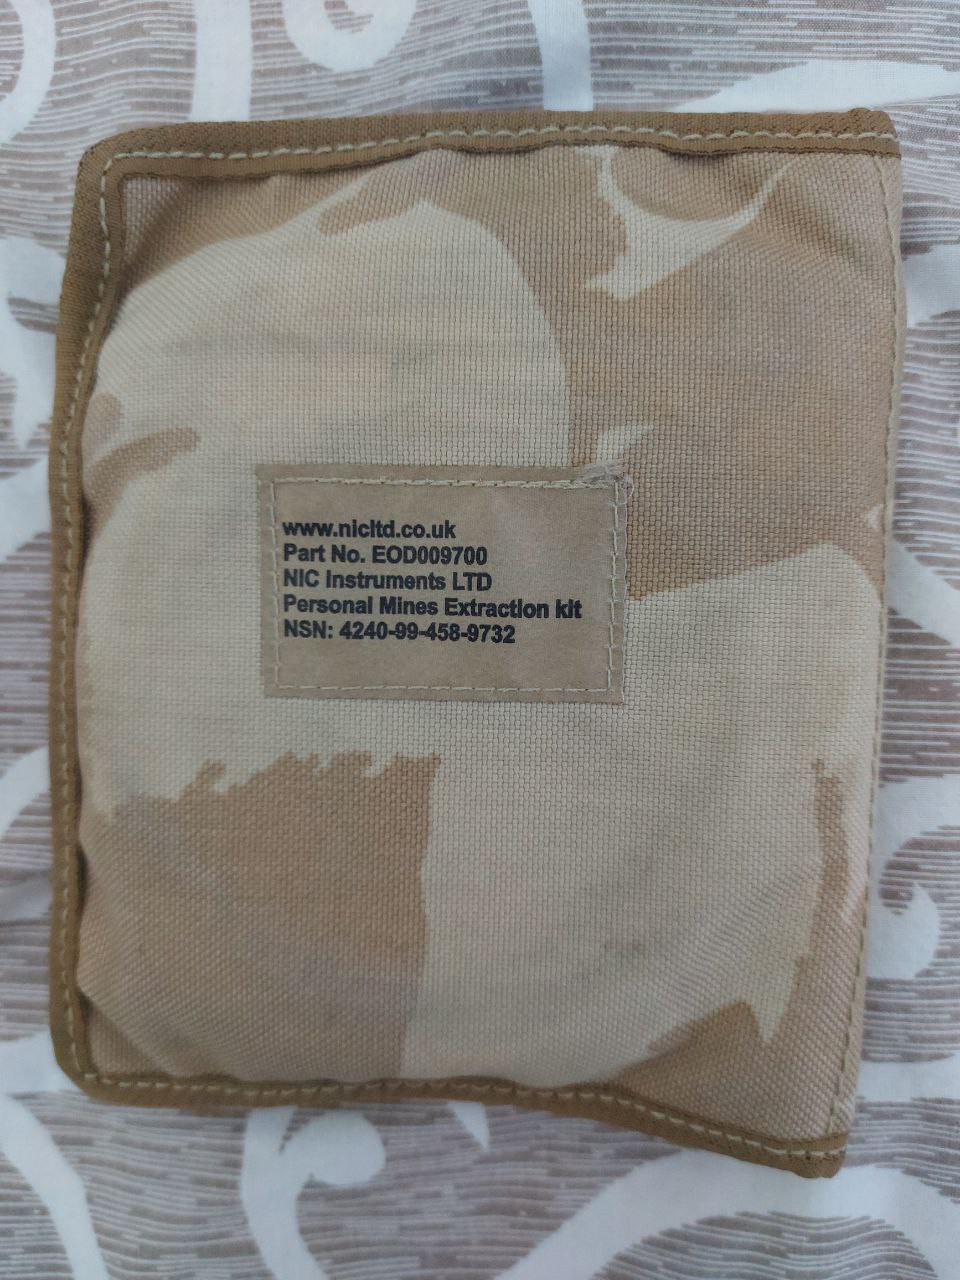 www.nicltd.co.uk
Part No. EOD009700
NIC Instruments LTD
Personal Mines Extraction kit
NSN: 4240-99-458-9732